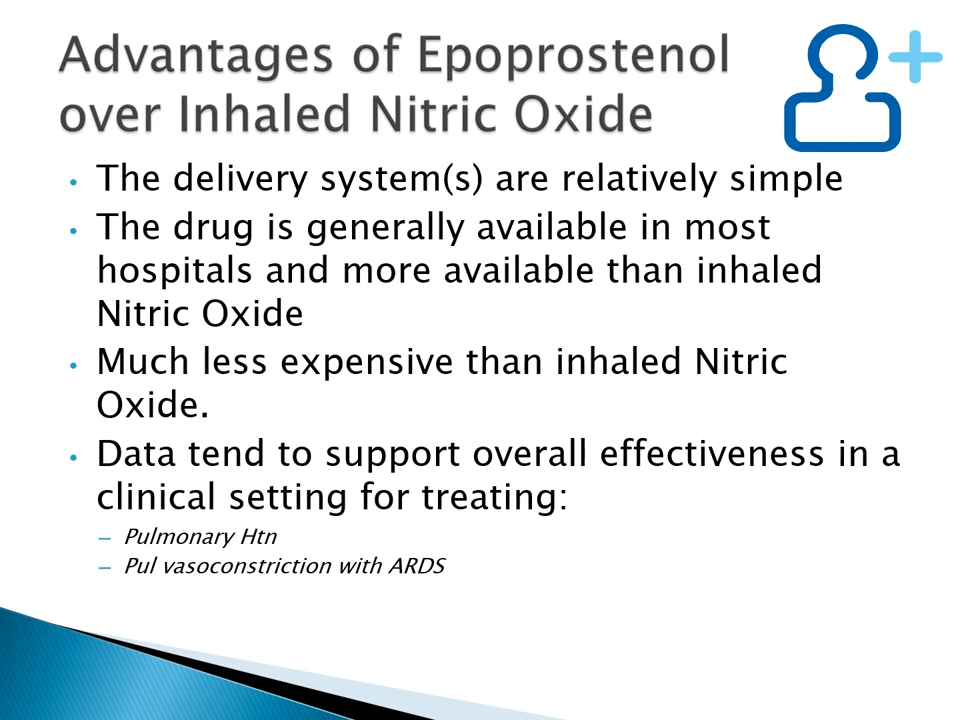 Advantages of Epoprostenol
over Inhaled Nitric Oxide
• The delivery system(s) are relatively simple
• The drug is generally available in most
hospitals and more available than inhaled
Nitric Oxide
• Much less expensive than inhaled Nitric
Oxide.
• Data tend to support overall effectiveness in a
clinical setting for treating:
– Pulmonary Htn
– Pul vasoconstriction with ARDS